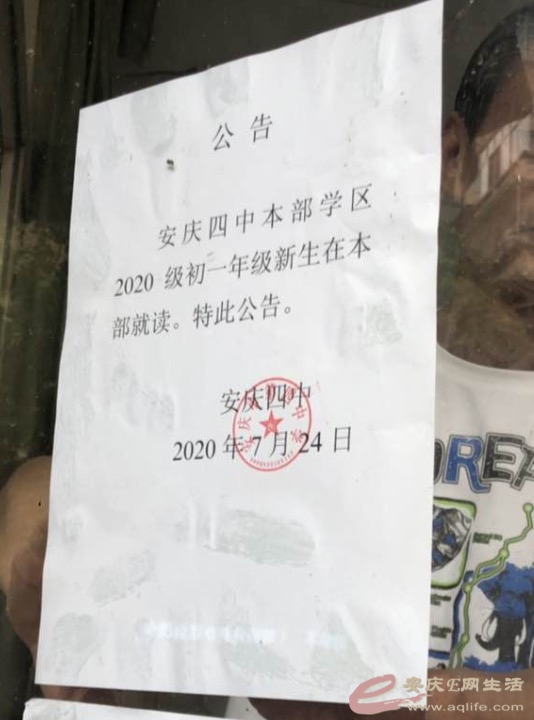 公告
安庆四中本部学区
2020 级初一年级新生在本
部就读。特此公告。
安庆四中
2020 年 7 月 24 日
安庆E网生活
www.aqlife.com